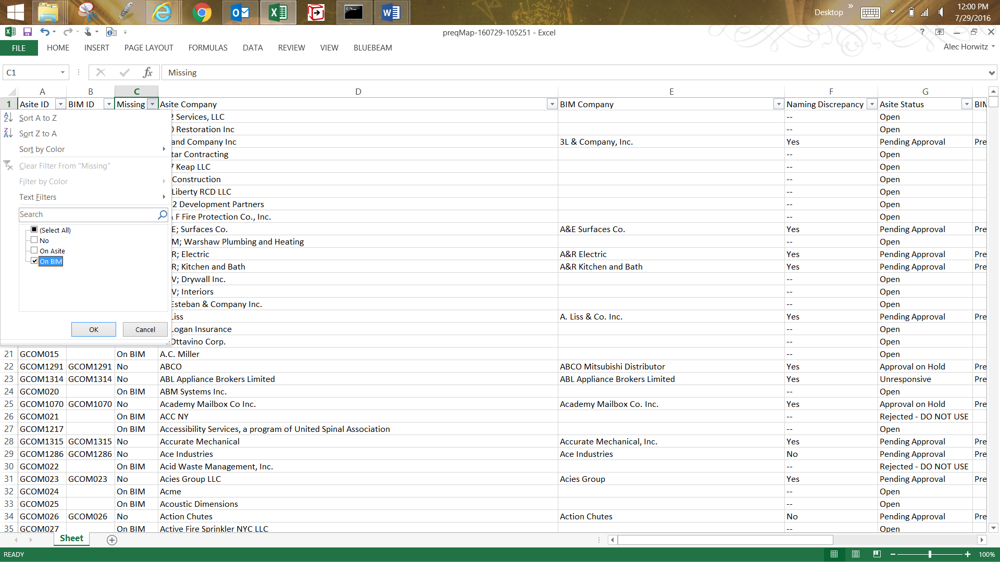 Desktop
12:00 PM
7/29/2016
preqMap-160729-105251 - Excel
FILE HOME INSERT PAGE LAYOUT FORMULAS DATA REVIEW VIEW BLUEBEAM
Alec Horwitz
C1 fx Missing
A B C D E F G
1 Asite ID BIM ID Missing Asite Company BIM Company Naming Discrepancy Asite Status BIM
Sort A to Z
Sort Z to A
Sort by Color
Clear Filter From "Missing"
Filter by Color
Text Filters
Search
(Select All)
No
On Asite
On BIM
OK Cancel
2 Services, LLC -- Open
0 Restoration Inc -- Open
and Company Inc 3L & Company, Inc. Yes Pending Approval Pre
tar Contracting -- Open
7 Keap LLC -- Open
Construction -- Open
Liberty RCD LLC -- Open
2 Development Partners -- Open
& F Fire Protection Co., Inc. -- Open
E; Surfaces Co. A&E Surfaces Co. Yes Pending Approval Pre
M; Warshaw Plumbing and Heating -- Open
R; Electric A&R Electric Yes Pending Approval Pre
R; Kitchen and Bath A&R Kitchen and Bath Yes Pending Approval Pre
V; Drywall Inc. -- Open
V; Interiors -- Open
Esteban & Company Inc. -- Open
Liss A. Liss & Co. Inc. Yes Pending Approval Pre
Logan Insurance -- Open
Ottavino Corp. -- Open
21 GCOM015 On BIM A.C. Miller -- Open
22 GCOM1291 GCOM1291 No ABCO ABCO Mitsubishi Distributor Yes Approval on Hold Pre
23 GCOM1314 GCOM1314 No ABL Appliance Brokers Limited ABL Appliance Brokers Limited Yes Unresponsive Pre
24 GCOM020 On BIM ABM Systems Inc. -- Open
25 GCOM1070 GCOM1070 No Academy Mailbox Co Inc. Academy Mailbox Co. Inc. Yes Approval on Hold Pre
26 GCOM021 On BIM ACC NY -- Rejected - DO NOT USE
27 GCOM1217 On BIM Accessibility Services, a program of United Spinal Association -- Open
28 GCOM1315 GCOM1315 No Accurate Mechanical Accurate Mechanical, Inc. Yes Pending Approval Pre
29 GCOM1286 GCOM1286 No Ace Industries Ace Industries No Pending Approval Pre
30 GCOM022 On BIM Acid Waste Management, Inc. -- Rejected - DO NOT USE
31 GCOM023 GCOM023 No Acies Group LLC Acies Group Yes Pending Approval Pre
32 GCOM024 On BIM Acme -- Open
33 GCOM025 On BIM Acoustic Dimensions -- Open
34 GCOM026 GCOM026 No Action Chutes Action Chutes No Pending Approval Pre
35 GCOM027 On BIM Active Fire Sprinkler NYC LLC -- Open
Sheet
READY 100%